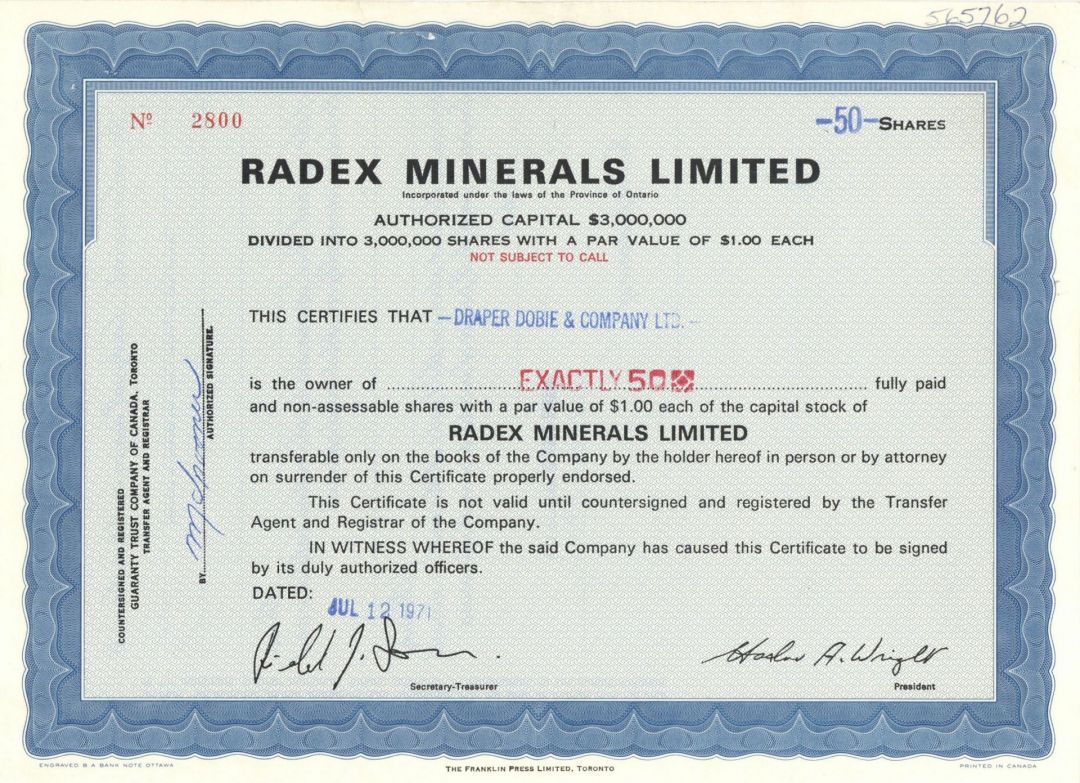 565762
Nº 2800
-50- SHARES
RADEX MINERALS LIMITED
Incorporated under the laws of the Province of Ontario
AUTHORIZED CAPITAL $3,000,000
DIVIDED INTO 3,000,000 SHARES WITH A PAR VALUE OF $1.00 EACH
NOT SUBJECT TO CALL
THIS CERTIFIES THAT - DRAPER DOBIE & COMPANY LTD. -
is the owner of EXACTLY 50 fully paid
and non-assessable shares with a par value of $1.00 each of the capital stock of
RADEX MINERALS LIMITED
transferable only on the books of the Company by the holder hereof in person or by attorney
on surrender of this Certificate properly endorsed.
This Certificate is not valid until countersigned and registered by the Transfer
Agent and Registrar of the Company.
IN WITNESS WHEREOF the said Company has caused this Certificate to be signed
by its duly authorized officers.
DATED:
JUL 12 1971
A. Wright
Secretary-Treasurer
President
COUNTERSIGNED AND REGISTERED
GUARANTY TRUST COMPANY OF CANADA, TORONTO
TRANSFER AGENT AND REGISTRAR
BY
AUTHORIZED SIGNATURE.
ENGRAVED B A BANK NOTE OTTAWA
THE FRANKLIN PRESS LIMITED, TORONTO
PRINTED IN CANADA